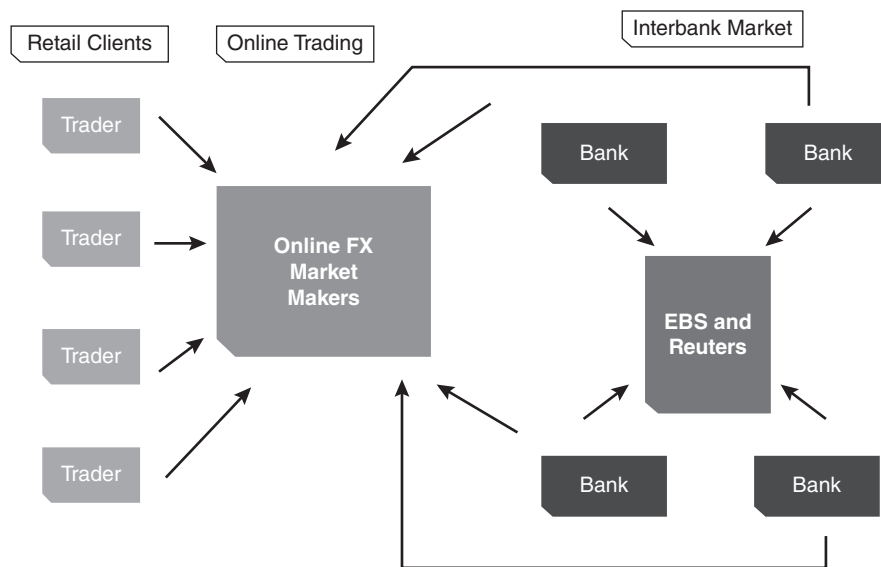 Retail Clients
Online Trading
Interbank Market
Trader
Trader
Trader
Trader
Online FX
Market
Makers
Bank
Bank
EBS and
Reuters
Bank
Bank